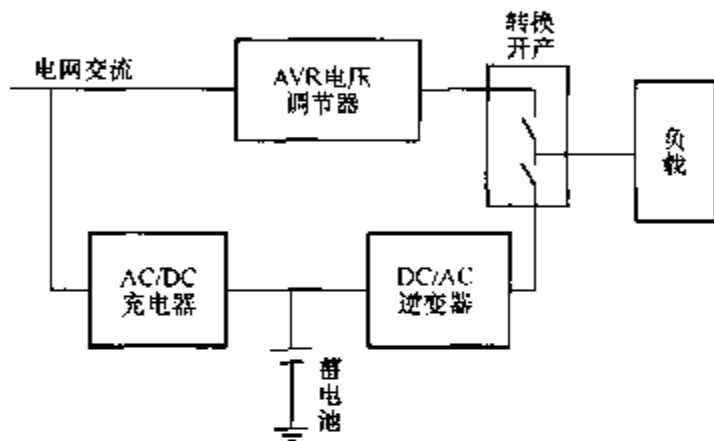 转换
开产
电网交流
AVR电压
调节器
负
载
AC/DC
充电器
DC/AC
逆变器
蓄
电
池